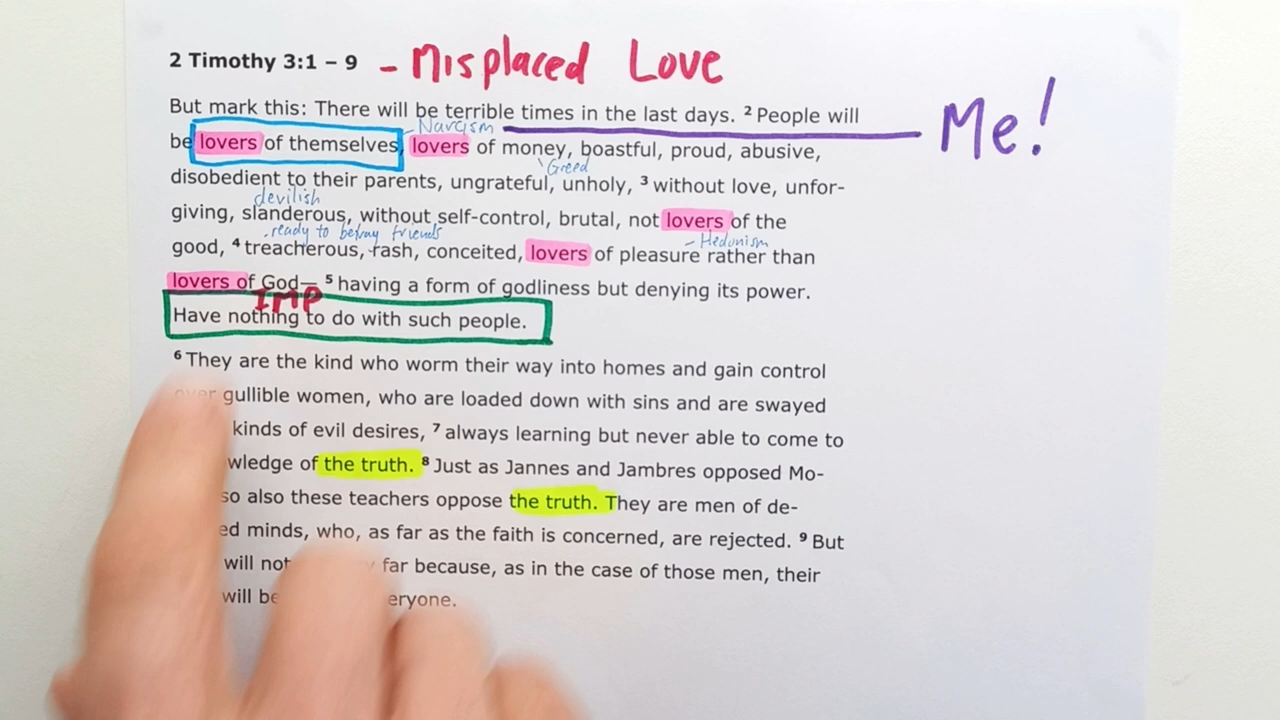 2 Timothy 3:1 – 9 - Misplaced Love
But mark this: There will be terrible times in the last days. ² People will
Me!
Narcism
be lovers of themselves, lovers of money, boastful, proud, abusive,
Greed
disobedient to their parents, ungrateful, unholy, ³ without love, unfor-
devilish
giving, slanderous, without self-control, brutal, not lovers of the
ready to betray friends - Hedonism
good, ⁴ treacherous, rash, conceited, lovers of pleasure rather than
lovers of God— ⁵ having a form of godliness but denying its power.
IMP
Have nothing to do with such people.
⁶ They are the kind who worm their way into homes and gain control
over gullible women, who are loaded down with sins and are swayed
kinds of evil desires, ⁷ always learning but never able to come to
wledge of the truth. ⁸ Just as Jannes and Jambres opposed Mo-
so also these teachers oppose the truth. They are men of de-
ed minds, who, as far as the faith is concerned, are rejected. ⁹ But
will not far because, as in the case of those men, their
will be eryone.